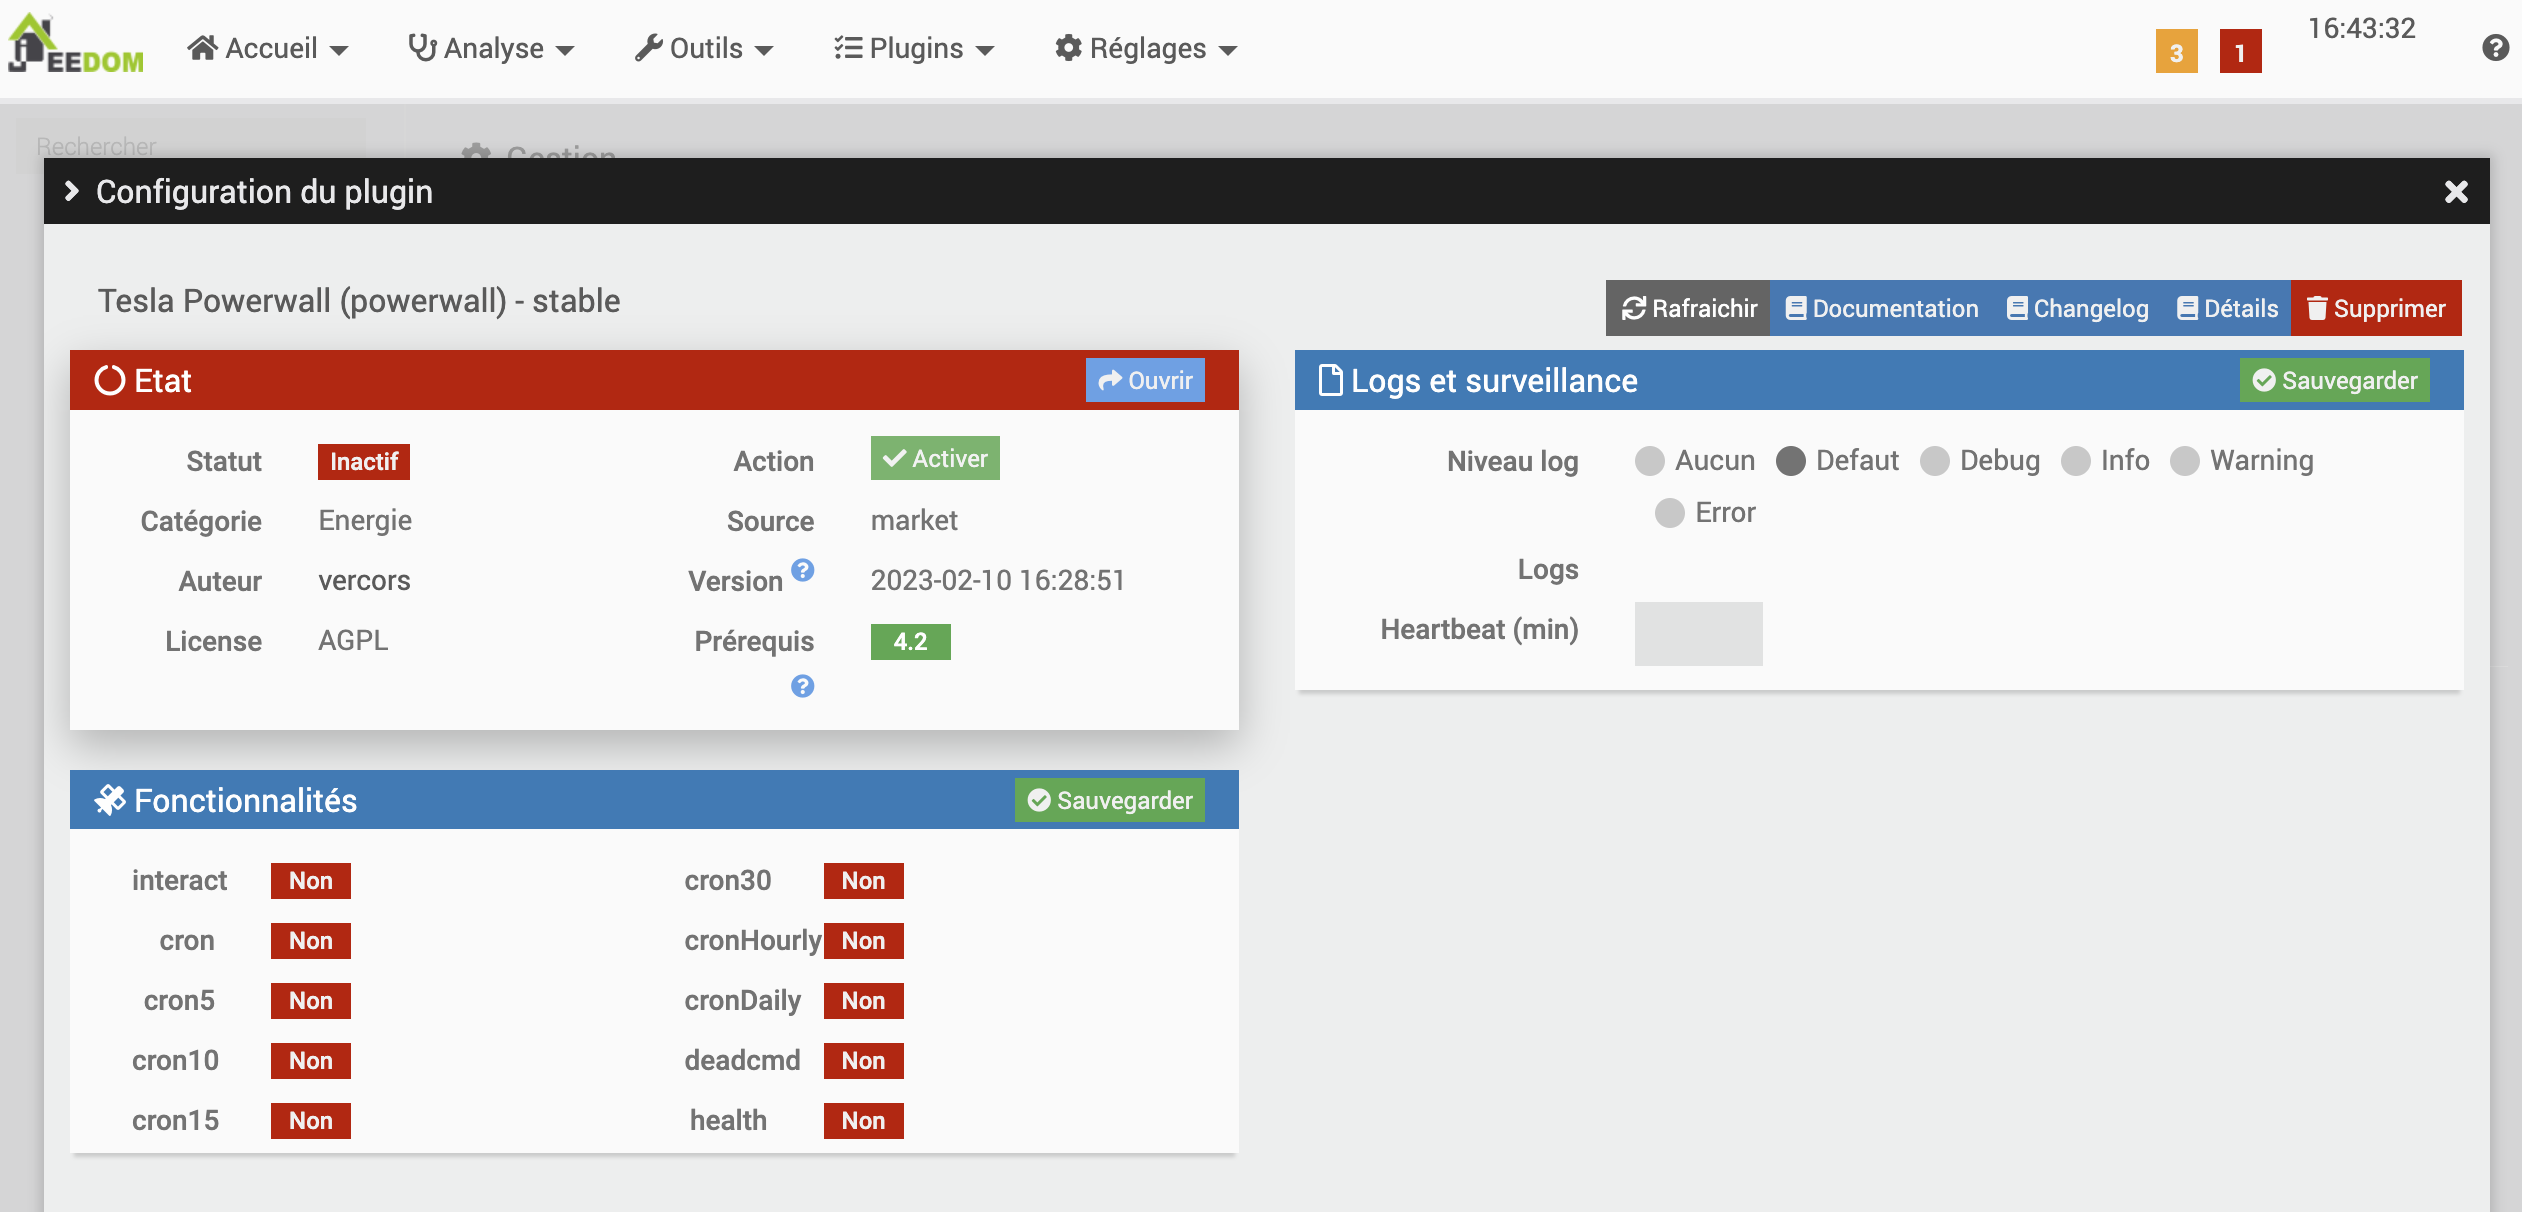 JEEDOM
Accueil
Analyse
Outils
Plugins
Réglages
3
1
16:43:32
Rechercher
Gestion
Configuration du plugin
Tesla Powerwall (powerwall) - stable
Rafraichir
Documentation
Changelog
Détails
Supprimer
Etat
Ouvrir
Statut
Inactif
Action
Activer
Catégorie
Energie
Source
market
Auteur
vercors
Version
2023-02-10 16:28:51
License
AGPL
Prérequis
4.2
Logs et surveillance
Sauvegarder
Niveau log
Aucun
Defaut
Debug
Info
Warning
Error
Logs
Heartbeat (min)
Fonctionnalités
Sauvegarder
interact
Non
cron30
Non
cron
Non
cronHourly
Non
cron5
Non
cronDaily
Non
cron10
Non
deadcmd
Non
cron15
Non
health
Non